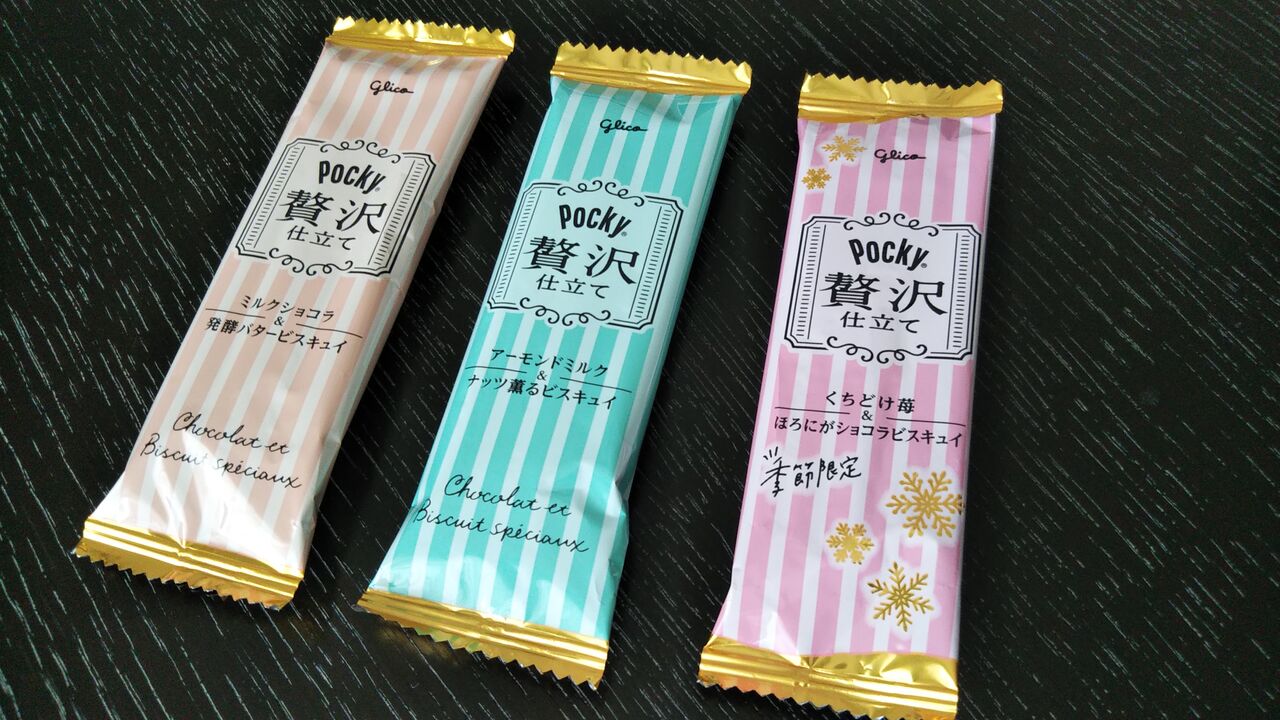 Glico
POCKY
贅沢
仕立て
ミルクショコラ
&
発酵バタービスキュイ
Chocolat et
Biscuit spéciaux
Glico
POCKY
贅沢
仕立て
アーモンドミルク
&
ナッツ薫るビスキュイ
Chocolat et
Biscuit spéciaux
Glico
POCKY
贅沢
仕立て
くちどけ苺
&
ほろにがショコラビスキュイ
季節限定